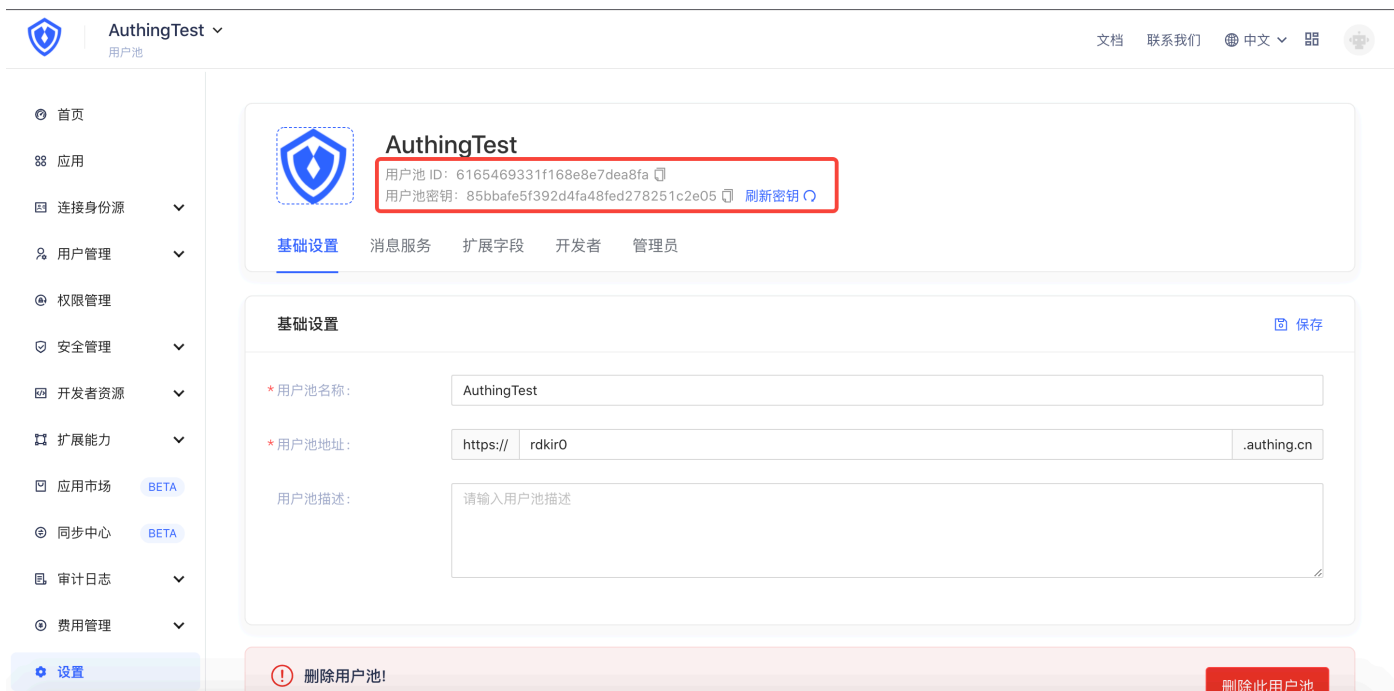 AuthingTest
用户池
文档 联系我们 中文
首页
应用
连接身份源
用户管理
权限管理
安全管理
开发者资源
扩展能力
应用市场 BETA
同步中心 BETA
审计日志
费用管理
设置
AuthingTest
用户池 ID: 6165469331f168e8e7dea8fa
用户池密钥: 85bbafe5f392d4fa48fed278251c2e05 刷新密钥
基础设置 消息服务 扩展字段 开发者 管理员
基础设置 保存
* 用户池名称: AuthingTest
* 用户池地址: https:// rdkir0 .authing.cn
用户池描述: 请输入用户池描述
删除用户池!
删除此用户池